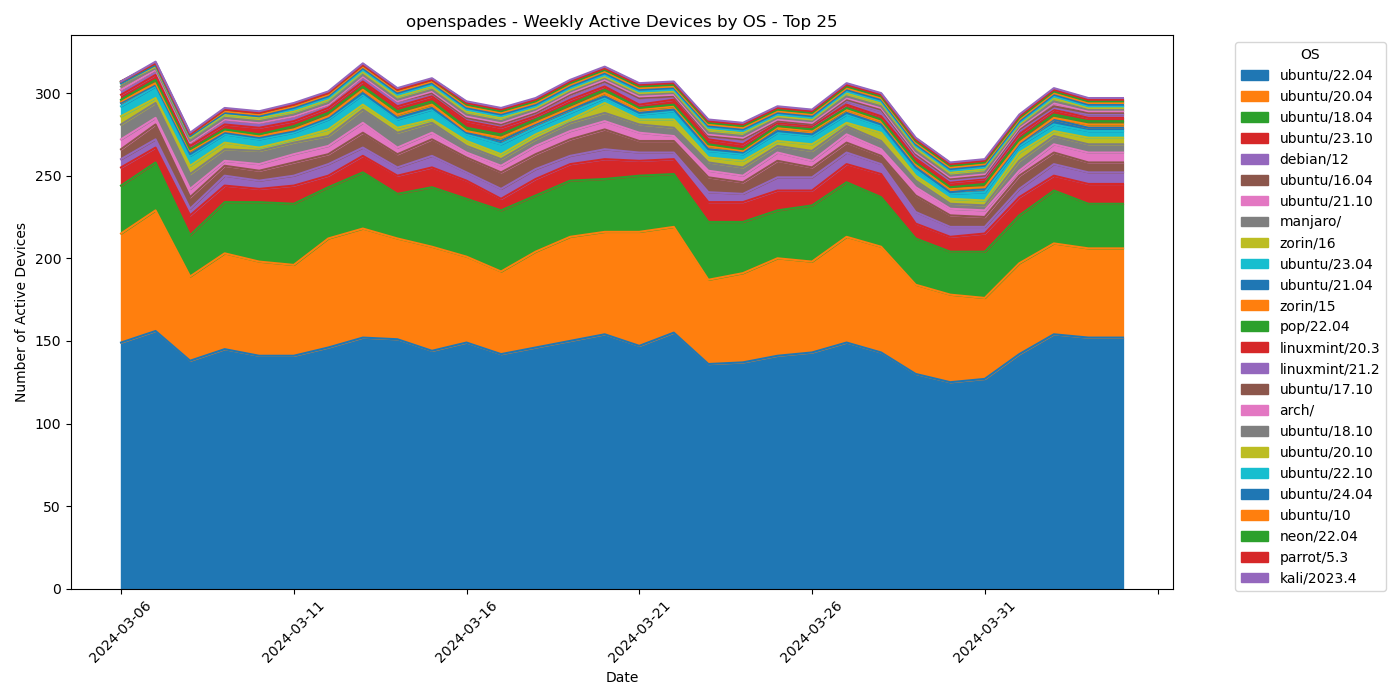 openspades - Weekly Active Devices by OS - Top 25
Number of Active Devices
300
250
200
150
100
50
0
2024-03-06
2024-03-11
2024-03-16
2024-03-21
2024-03-26
2024-03-31
Date
OS
ubuntu/22.04
ubuntu/20.04
ubuntu/18.04
ubuntu/23.10
debian/12
ubuntu/16.04
ubuntu/21.10
manjaro/
zorin/16
ubuntu/23.04
ubuntu/21.04
zorin/15
pop/22.04
linuxmint/20.3
linuxmint/21.2
ubuntu/17.10
arch/
ubuntu/18.10
ubuntu/20.10
ubuntu/22.10
ubuntu/24.04
ubuntu/10
neon/22.04
parrot/5.3
kali/2023.4